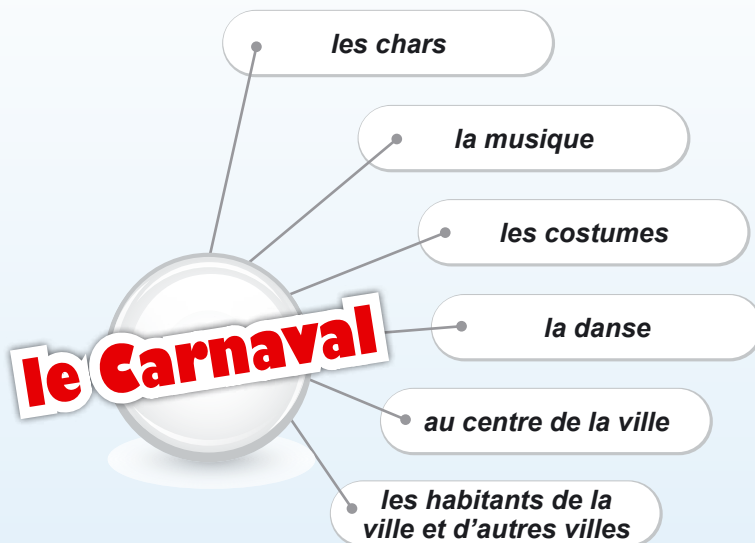 les chars
la musique
les costumes
la danse
le Carnaval
au centre de la ville
les habitants de la
ville et d'autres villes